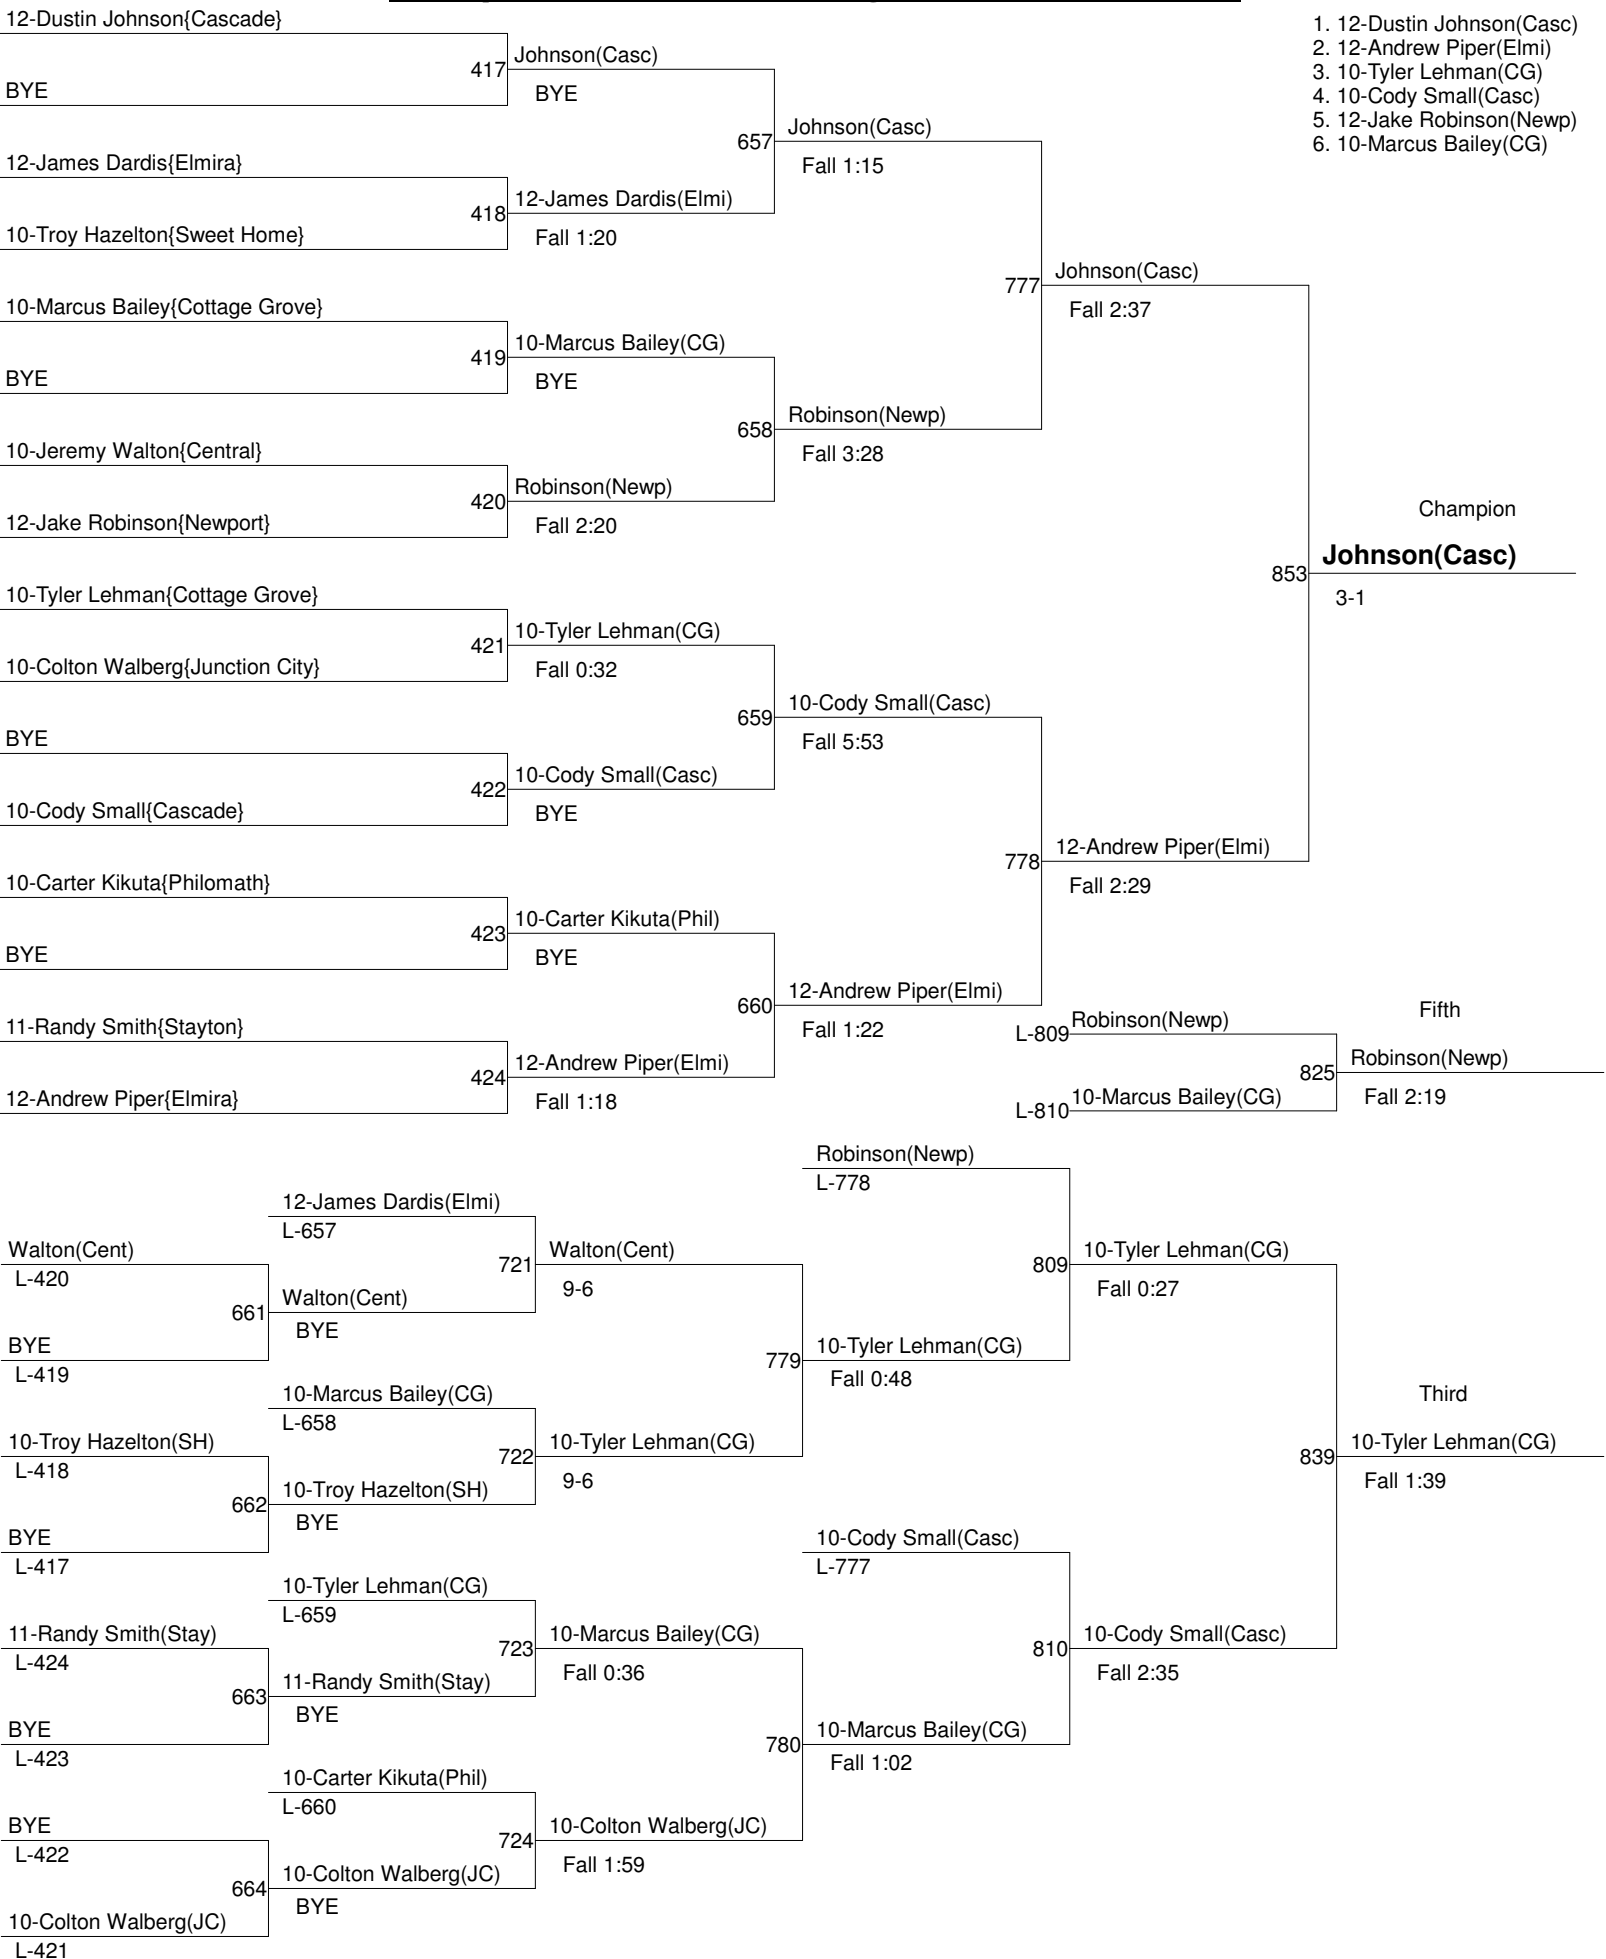 12-Dustin Johnson{Cascade}
BYE
417
Johnson(Casc)
BYE
12-James Dardis{Elmira}
10-Troy Hazelton{Sweet Home}
418
12-James Dardis(Elmi)
Fall 1:20
657
Johnson(Casc)
Fall 1:15
10-Marcus Bailey{Cottage Grove}
BYE
419
10-Marcus Bailey(CG)
BYE
10-Jeremy Walton{Central}
12-Jake Robinson{Newport}
420
Robinson(Newp)
Fall 2:20
658
Robinson(Newp)
Fall 3:28
777
Johnson(Casc)
Fall 2:37
10-Tyler Lehman{Cottage Grove}
10-Colton Walberg{Junction City}
421
10-Tyler Lehman(CG)
Fall 0:32
BYE
10-Cody Small{Cascade}
422
10-Cody Small(Casc)
BYE
659
10-Cody Small(Casc)
Fall 5:53
10-Carter Kikuta{Philomath}
BYE
423
10-Carter Kikuta(Phil)
BYE
11-Randy Smith{Stayton}
12-Andrew Piper{Elmira}
424
12-Andrew Piper(Elmi)
Fall 1:18
660
12-Andrew Piper(Elmi)
Fall 1:22
778
12-Andrew Piper(Elmi)
Fall 2:29
853
Champion
Johnson(Casc)
3-1
1. 12-Dustin Johnson(Casc)
2. 12-Andrew Piper(Elmi)
3. 10-Tyler Lehman(CG)
4. 10-Cody Small(Casc)
5. 12-Jake Robinson(Newp)
6. 10-Marcus Bailey(CG)
L-809
Robinson(Newp)
L-810
10-Marcus Bailey(CG)
825
Fifth
Robinson(Newp)
Fall 2:19
Walton(Cent)
L-420
BYE
L-419
661
12-James Dardis(Elmi)
L-657
Walton(Cent)
BYE
721
Walton(Cent)
9-6
10-Troy Hazelton(SH)
L-418
BYE
L-417
662
10-Marcus Bailey(CG)
L-658
10-Troy Hazelton(SH)
BYE
722
10-Tyler Lehman(CG)
9-6
779
Robinson(Newp)
L-778
10-Tyler Lehman(CG)
Fall 0:48
809
10-Tyler Lehman(CG)
Fall 0:27
11-Randy Smith(Stay)
L-424
BYE
L-423
663
10-Tyler Lehman(CG)
L-659
11-Randy Smith(Stay)
BYE
723
10-Marcus Bailey(CG)
Fall 0:36
BYE
L-422
10-Colton Walberg(JC)
L-421
664
10-Carter Kikuta(Phil)
L-660
10-Colton Walberg(JC)
BYE
724
10-Colton Walberg(JC)
Fall 1:59
780
10-Cody Small(Casc)
L-777
10-Marcus Bailey(CG)
Fall 1:02
810
10-Cody Small(Casc)
Fall 2:35
839
Third
10-Tyler Lehman(CG)
Fall 1:39